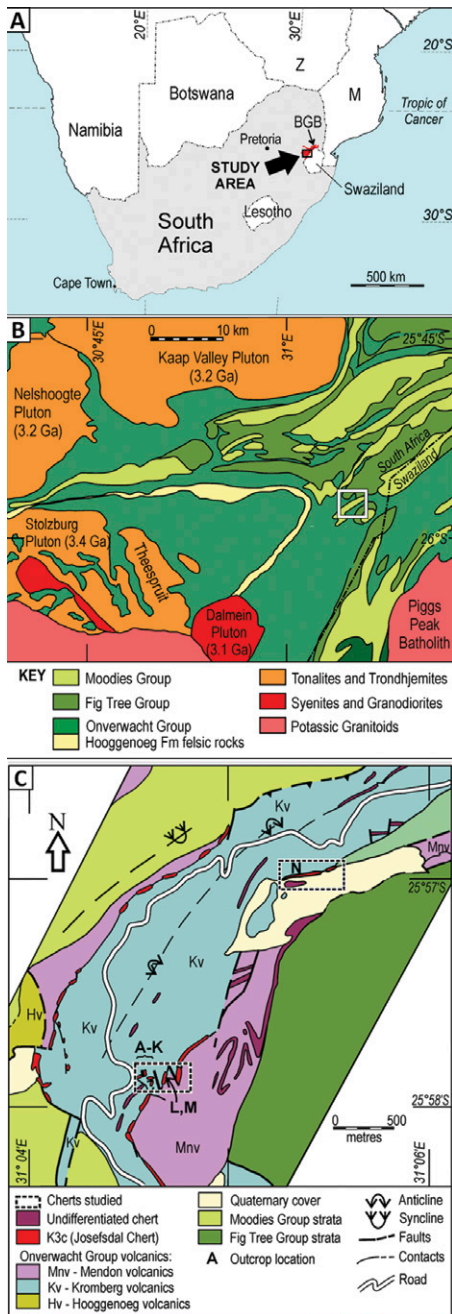 A
20°E
30°E
20°S
Z
Botswana
M
Namibia
BGB
Tropic of
Cancer
Pretoria
STUDY
AREA
Swaziland
South
Africa
Lesotho
30°S
Cape Town
500 km
B
30°45'E
0 10 km
31°E
25°45'S
Kaap Valley Pluton
(3.2 Ga)
Nelshoogte
Pluton
(3.2 Ga)
South Africa
Swaziland
Stolzburg
Pluton (3.4 Ga)
Theespruit
26°S
Dalmein
Pluton
(3.1 Ga)
Piggs
Peak
Batholith
KEY
Moodies Group
Tonalites and Trondhjemites
Fig Tree Group
Syenites and Granodiorites
Onverwacht Group
Potassic Granitoids
Hooggenoeg Fm felsic rocks
C
N
Kv
N
Mnv
25°57'S
Hv
Kv
Kv
Kv
A-K
L,M
25°58'S
0 500
metres
Kv
Mnv
31°04'E
31°06'E
Cherts studied
Quaternary cover
Anticline
Undifferentiated chert
Moodies Group strata
Syncline
K3c (Josefsdal Chert)
Fig Tree Group strata
Faults
Onverwacht Group volcanics:
A Outcrop location
Contacts
Mnv - Mendon volcanics
Road
Kv - Kromberg volcanics
Hv - Hooggenoeg volcanics